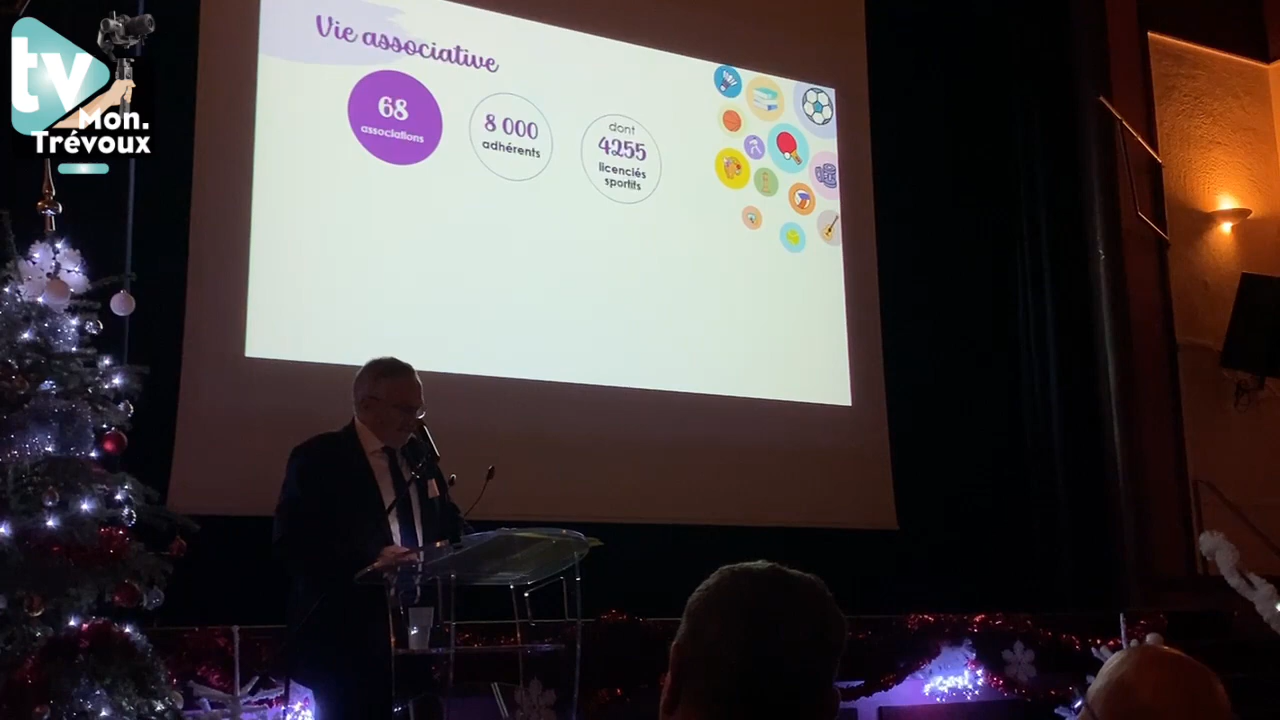 tv
Mon.
Trévoux
Vie associative
68
associations
8 000
adhérents
dont
4255
licenciés
sportifs